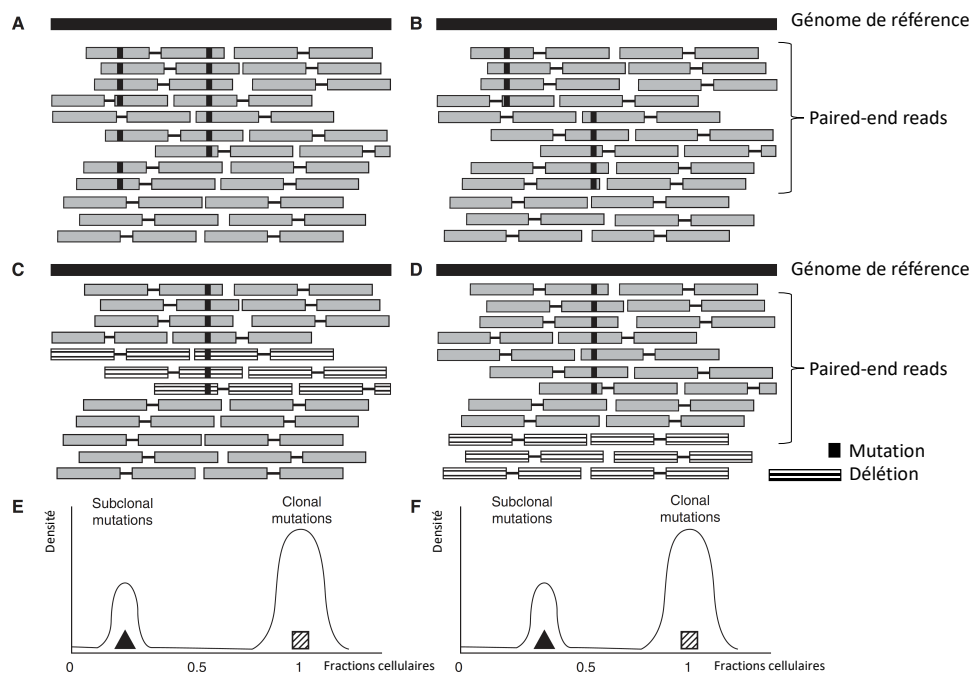 A
B
Génome de référence
Paired-end reads
C
D
Génome de référence
Paired-end reads
Mutation
Délétion
E
Densité
Subclonal
mutations
Clonal
mutations
0
0.5
1
Fractions cellulaires
F
Densité
Subclonal
mutations
Clonal
mutations
0
0.5
1
Fractions cellulaires